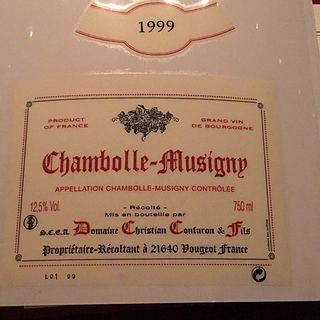 1999
PRODUCT OF FRANCE
GRAND VIN DE BOURGOGNE
Chambolle-Musigny
APPELLATION CHAMBOLLE-MUSIGNY CONTRÔLÉE
12,5% Vol.
- Récolté -
Mis en bouteille par
750 ml
S.C.E.A. Domaine Christian Confuron & Fils
Propriétaire-Récoltant à 21640 Vougeot France
L01 99